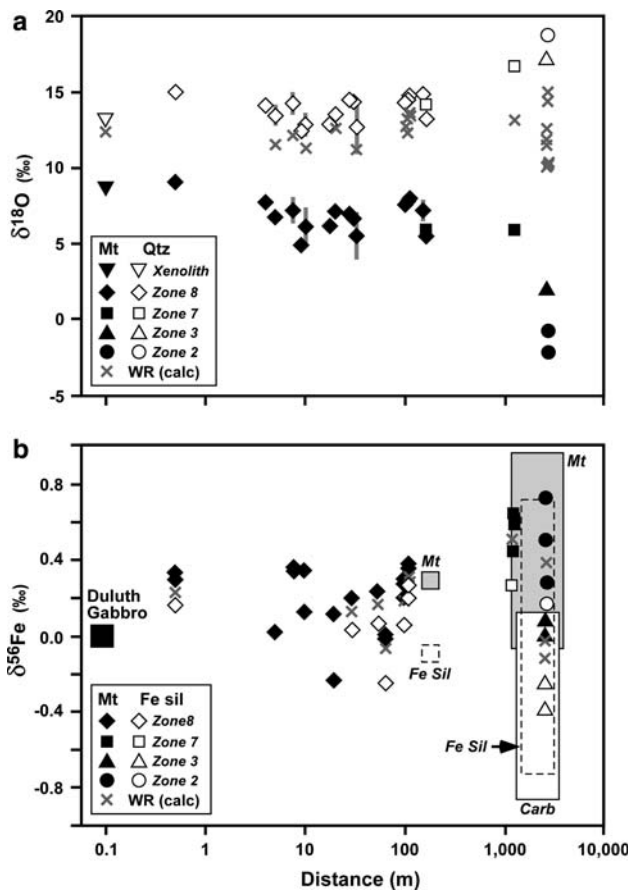 a
20
15
10
5
0
-5
δ18O (‰)
Mt Qtz
Xenolith
Zone 8
Zone 7
Zone 3
Zone 2
WR (calc)
b
0.8
0.4
0.0
-0.4
-0.8
δ56Fe (‰)
Duluth
Gabbro
Mt
Mt
Fe Sil
Fe Sil
Carb
Mt Fe sil
Zone8
Zone 7
Zone 3
Zone 2
WR (calc)
0.1 1 10 100 1,000 10,000
Distance (m)